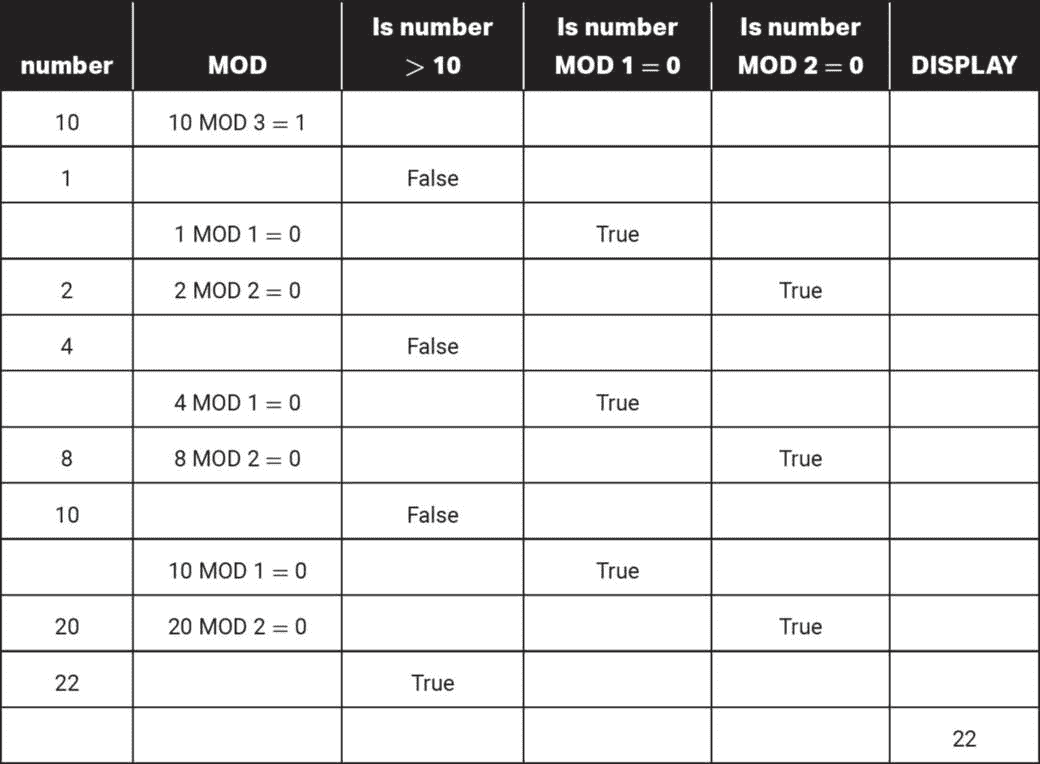 number MOD Is number > 10 Is number MOD 1 = 0 Is number MOD 2 = 0 DISPLAY
10 10 MOD 3 = 1
1 False
1 MOD 1 = 0 True
2 2 MOD 2 = 0 True
4 False
4 MOD 1 = 0 True
8 8 MOD 2 = 0 True
10 False
10 MOD 1 = 0 True
20 20 MOD 2 = 0 True
22 True
22